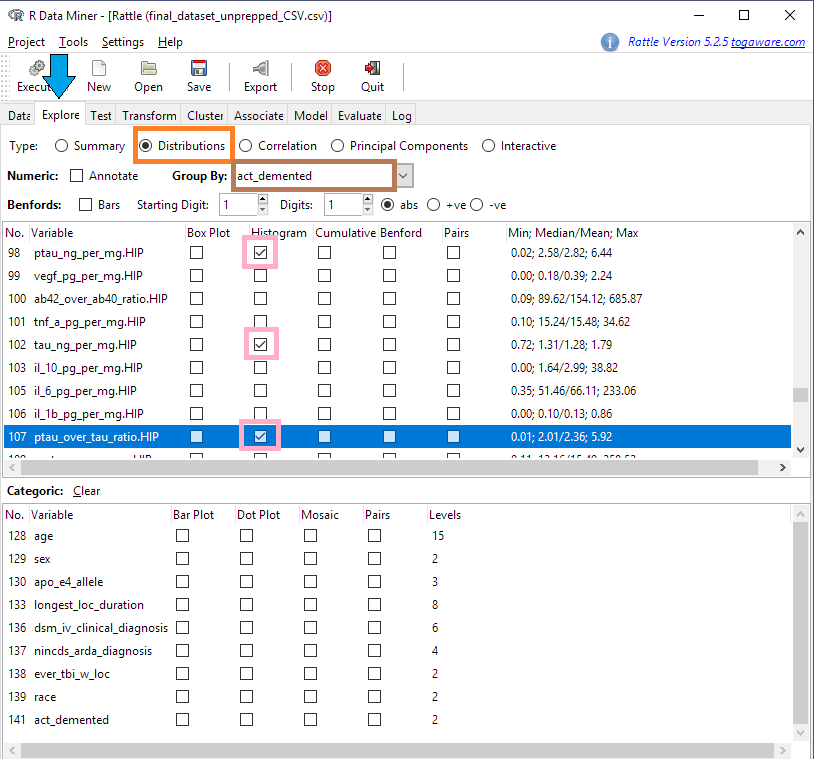 R Data Miner - [Rattle (final_dataset_unprepped_CSV.csv)]
Project Tools Settings Help Rattle Version 5.2.5 togaware.com
New Open Save Export Stop Quit
Data Explore Test Transform Cluster Associate Model Evaluate Log
Type: Summary Distributions Correlation Principal Components Interactive
Numeric: Annotate Group By: act_demented
Benfords: Bars Starting Digit: 1 Digits: 1 abs +ve -ve
No. Variable Box Plot Histogram Cumulative Benford Pairs Min; Median/Mean; Max
98 ptau_ng_per_mg.HIP 0.02; 2.58/2.82; 6.44
99 vegf_pg_per_mg.HIP 0.00; 0.18/0.39; 2.24
100 ab42_over_ab40_ratio.HIP 0.09; 89.62/154.12; 685.87
101 tnf_a_pg_per_mg.HIP 0.10; 15.24/15.48; 34.62
102 tau_ng_per_mg.HIP 0.72; 1.31/1.28; 1.79
103 il_10_pg_per_mg.HIP 0.00; 1.64/2.99; 38.82
105 il_6_pg_per_mg.HIP 0.35; 51.46/66.11; 233.06
106 il_1b_pg_per_mg.HIP 0.00; 0.10/0.13; 0.86
107 ptau_over_tau_ratio.HIP 0.01; 2.01/2.36; 5.92
Categoric: Clear
No. Variable Bar Plot Dot Plot Mosaic Pairs Levels
128 age 15
129 sex 2
130 apo_e4_allele 3
133 longest_loc_duration 8
136 dsm_iv_clinical_diagnosis 6
137 nincds_arda_diagnosis 4
138 ever_tbi_w_loc 2
139 race 2
141 act_demented 2